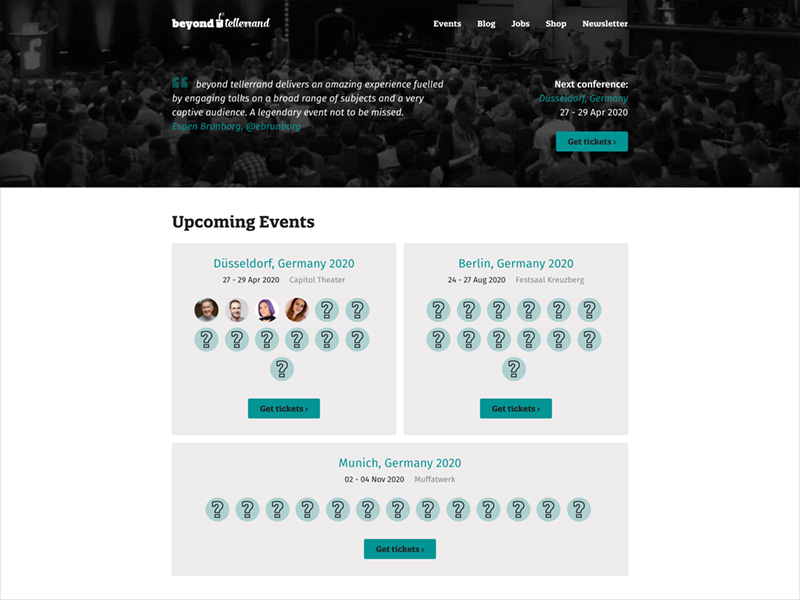 beyond tellerrand
Events Blog Jobs Shop Newsletter
beyond tellerrand delivers an amazing experience fuelled
by engaging talks on a broad range of subjects and a very
captive audience. A legendary event not to be missed.
Espen Brunborg, @ebrunborg
Next conference:
Düsseldorf, Germany
27 - 29 Apr 2020
Get tickets ›
Upcoming Events
Düsseldorf, Germany 2020
27 - 29 Apr 2020 Capitol Theater
? ?
? ? ? ? ? ?
?
Get tickets ›
Berlin, Germany 2020
24 - 27 Aug 2020 Festsaal Kreuzberg
? ? ? ? ? ?
? ? ? ? ? ?
?
Get tickets ›
Munich, Germany 2020
02 - 04 Nov 2020 Muffatwerk
? ? ? ? ? ? ? ? ? ? ? ? ?
Get tickets ›